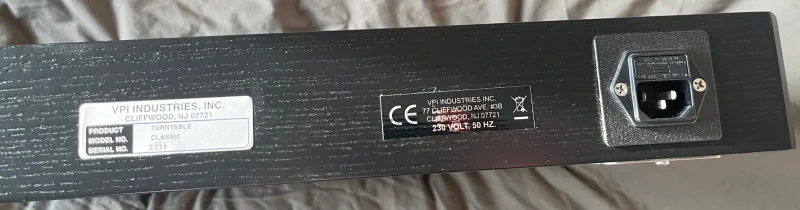 VPI INDUSTRIES, INC.
CLIFFWOOD, NJ 07721
PRODUCT TURNTABLE
MODEL NO. CLASSIC
SERIAL NO.
CE
VPI INDUSTRIES INC.
77 CLIFFWOOD AVE. #3B
CLIFFWOOD, NJ 07721
230 VOLT, 50 HZ.